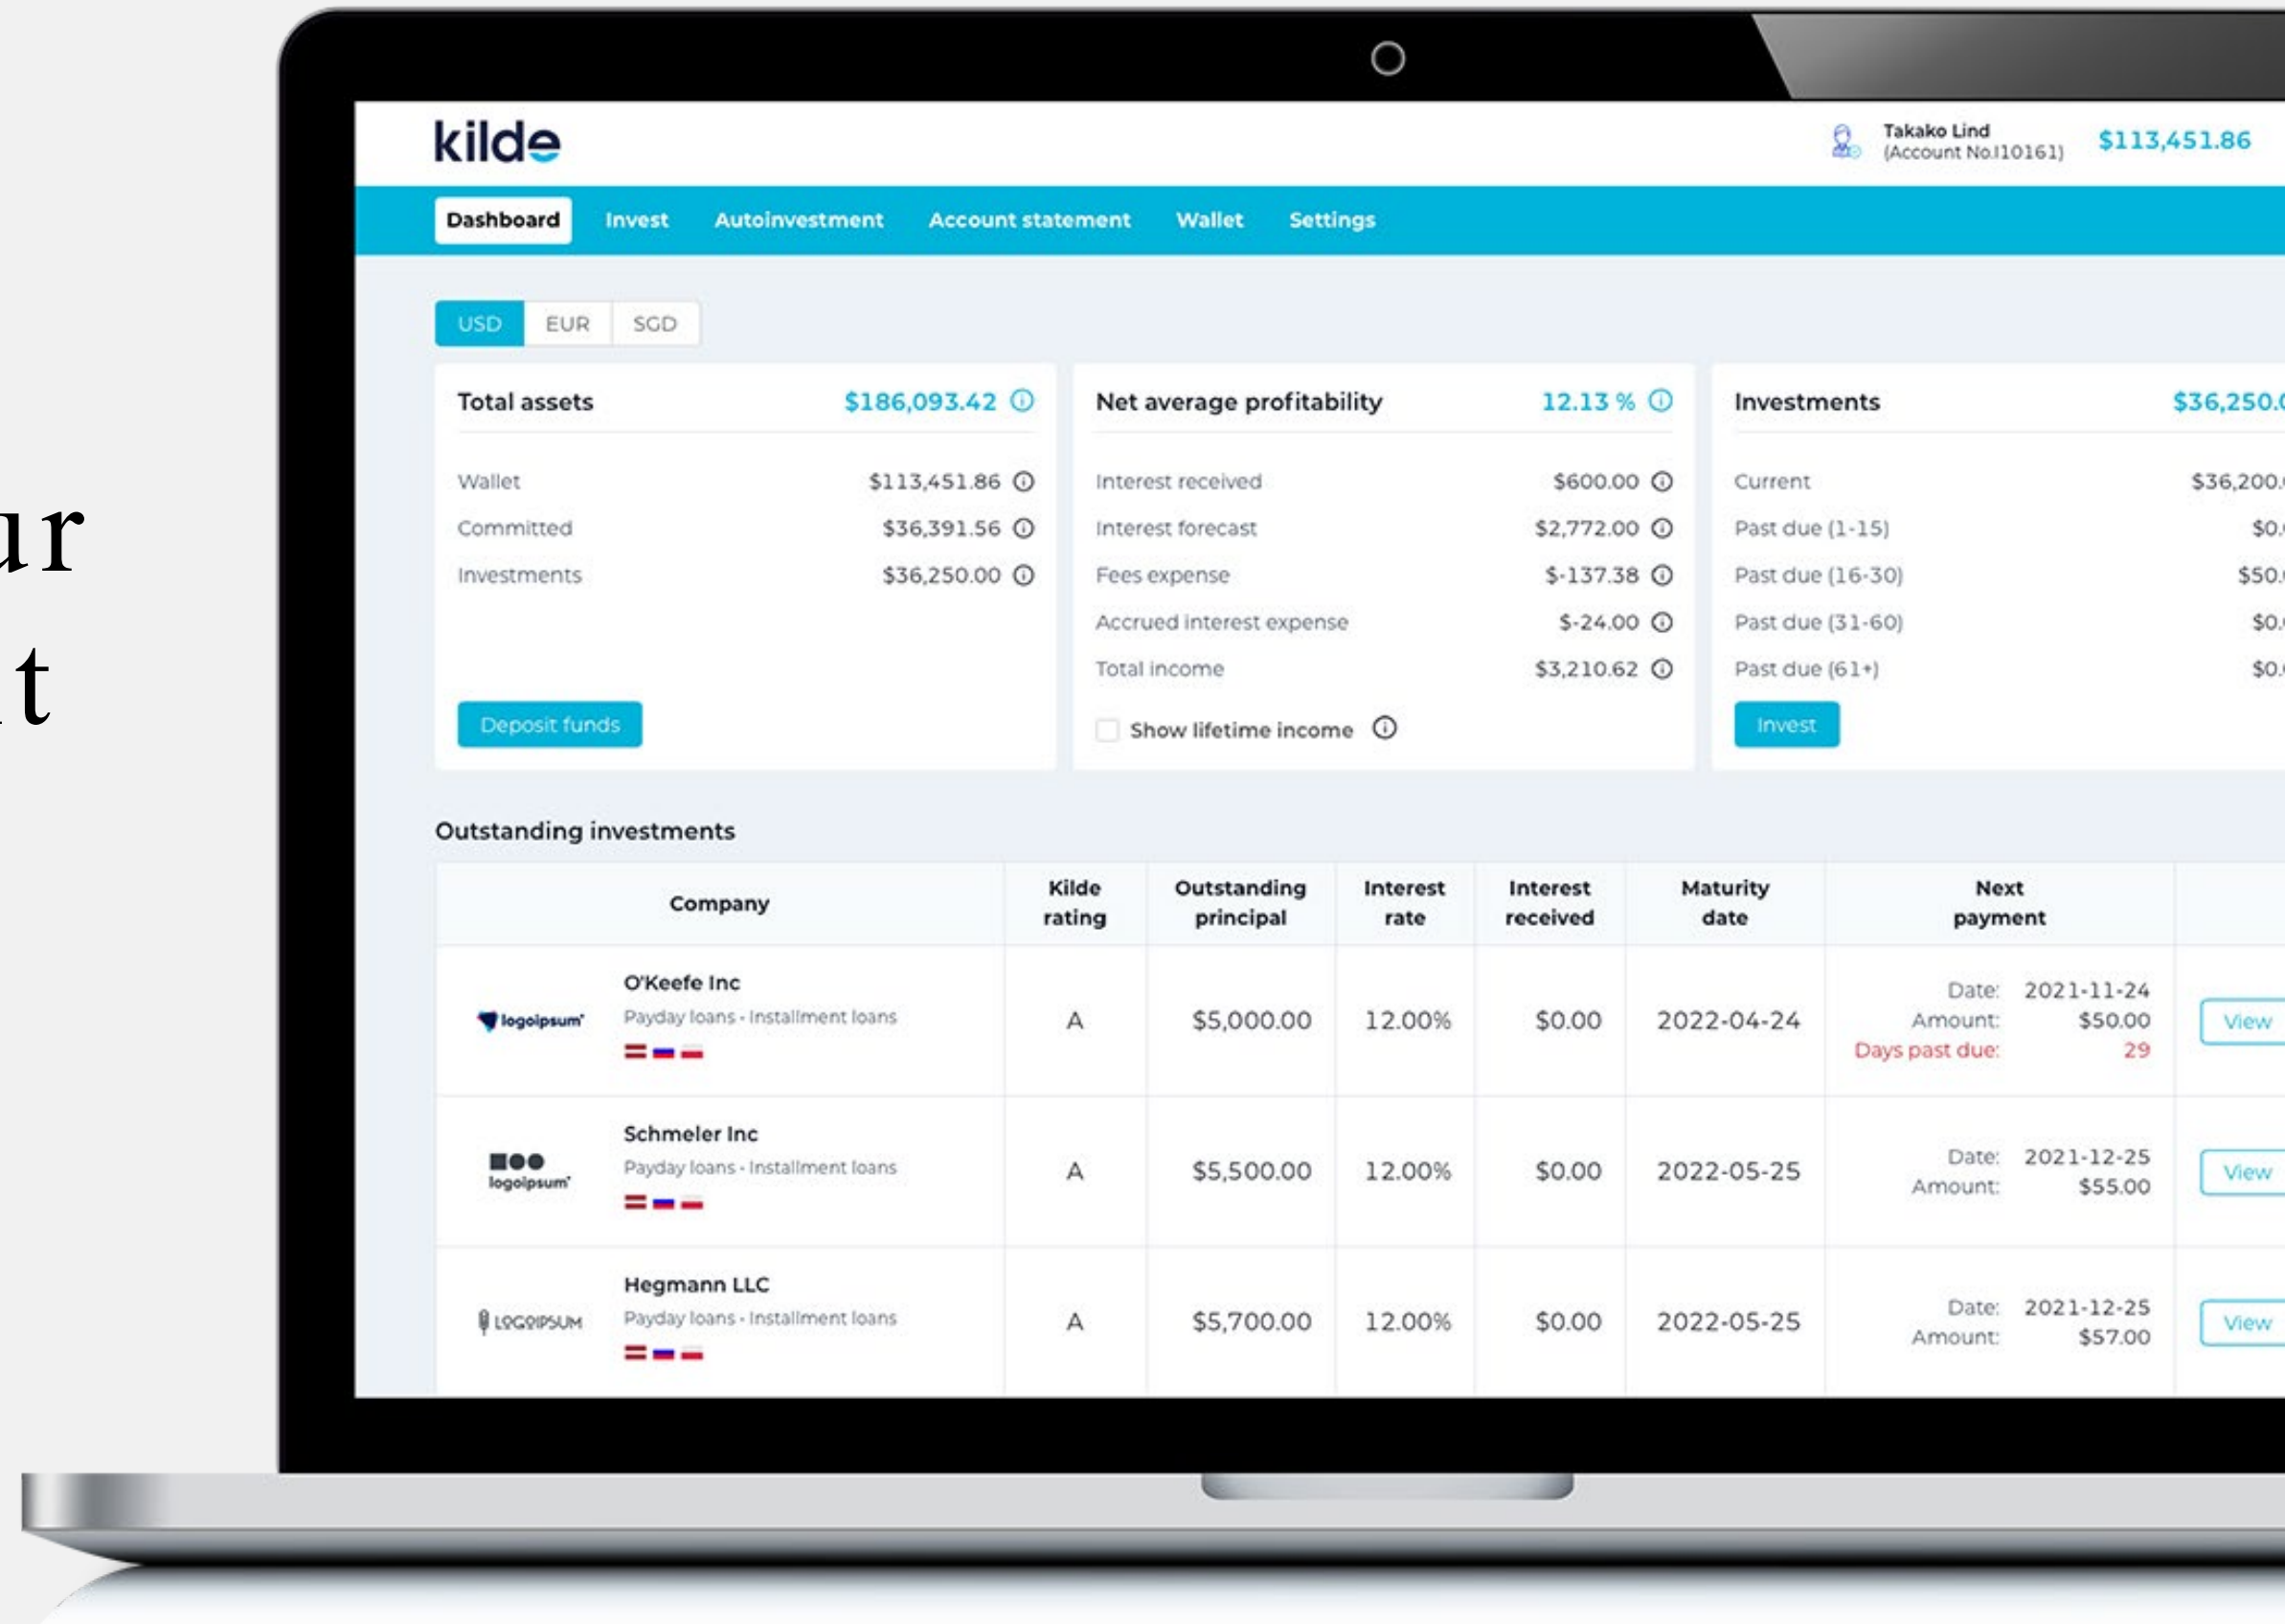 ur
t
kilde
Takako Lind
(Account No.I10161)
$113,451.86
Dashboard Invest Autoinvestment Account statement Wallet Settings
USD EUR SGD
Total assets $186,093.42
Wallet $113,451.86
Committed $36,391.56
Investments $36,250.00
Deposit funds
Net average profitability 12.13 %
Interest received $600.00
Interest forecast $2,772.00
Fees expense $-137.38
Accrued interest expense $-24.00
Total income $3,210.62
Show lifetime income
Investments $36,250.0
Current $36,200.
Past due (1-15) $0.
Past due (16-30) $50.
Past due (31-60) $0.
Past due (61+) $0.
Invest
Outstanding investments
Company Kilde rating Outstanding principal Interest rate Interest received Maturity date Next payment
logoipsum
O'Keefe Inc
Payday loans - Installment loans
A $5,000.00 12.00% $0.00 2022-04-24
Date: 2021-11-24
Amount: $50.00
Days past due: 29
View
logoipsum
Schmeler Inc
Payday loans - Installment loans
A $5,500.00 12.00% $0.00 2022-05-25
Date: 2021-12-25
Amount: $55.00
View
LOGOIPSUM
Hegmann LLC
Payday loans - Installment loans
A $5,700.00 12.00% $0.00 2022-05-25
Date: 2021-12-25
Amount: $57.00
View